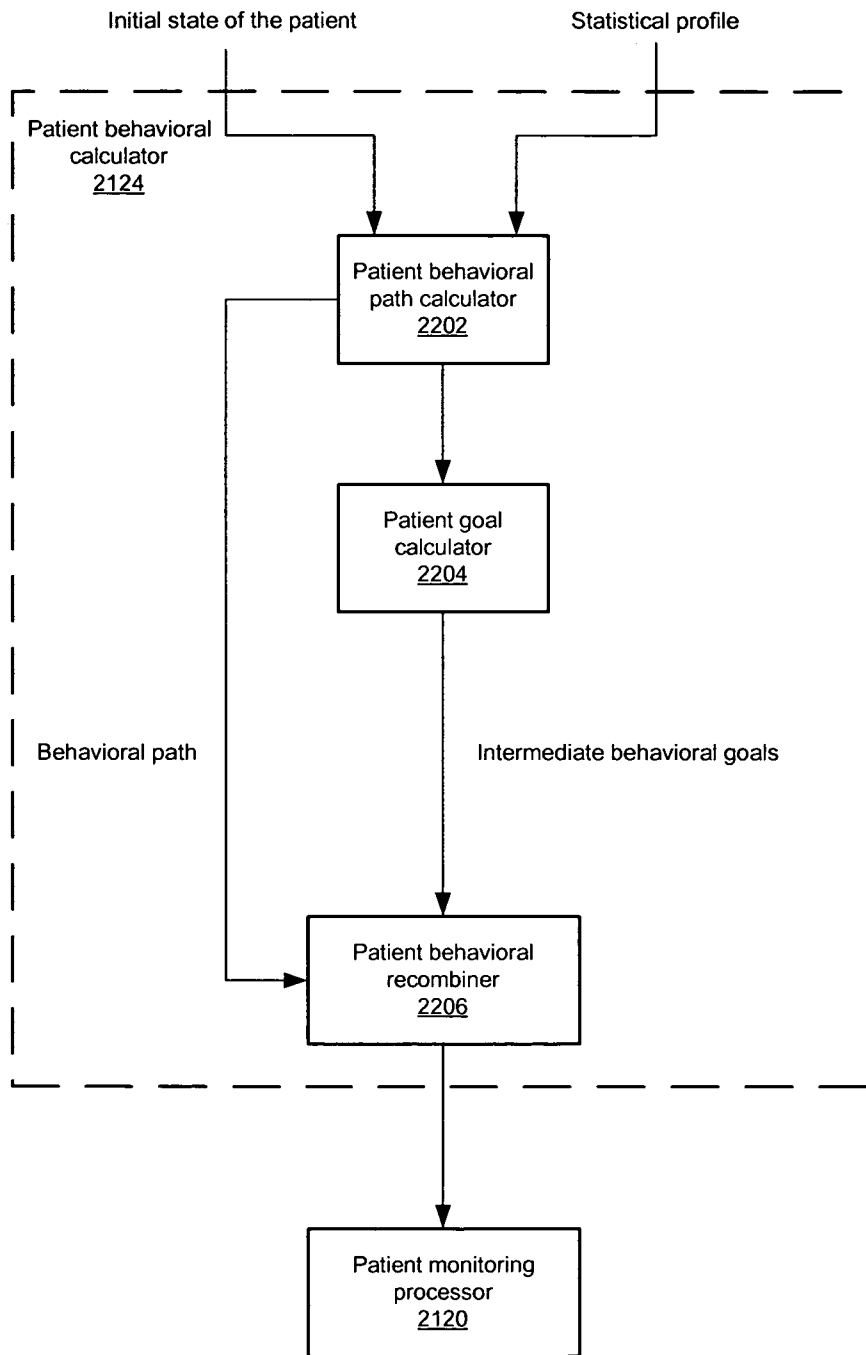 Initial state of the patient
Statistical profile
Patient behavioral
calculator
2124
Patient behavioral
path calculator
2202
Patient goal
calculator
2204
Behavioral path
Intermediate behavioral goals
Patient behavioral
recombiner
2206
Patient monitoring
processor
2120